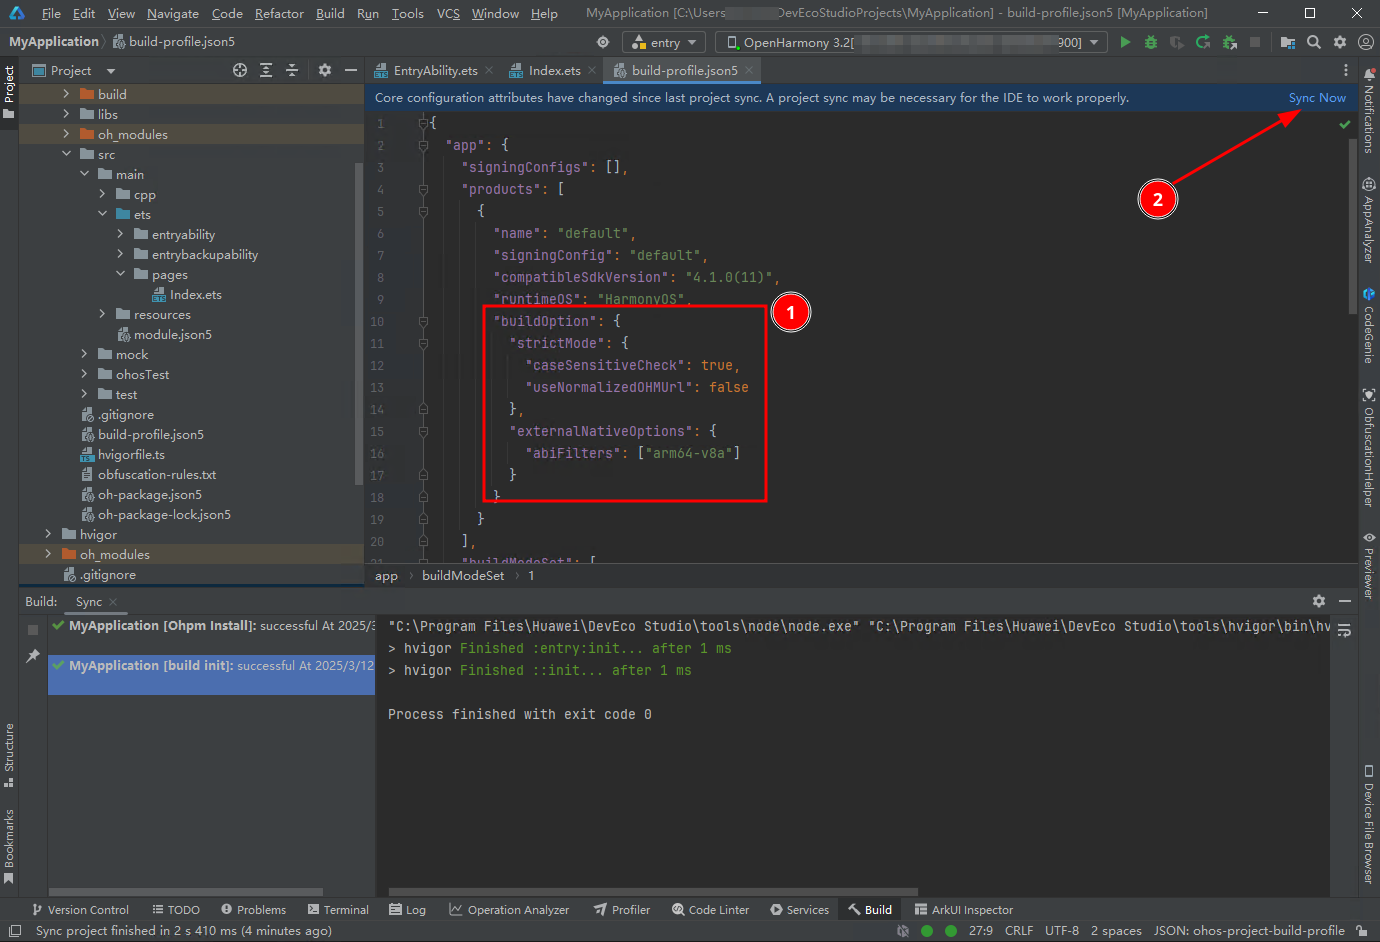 File Edit View Navigate Code Refactor Build Run Tools VCS Window Help MyApplication [C:\Users DevEcoStudioProjects\MyApplication] - build-profile.json5 [MyApplication]
MyApplication build-profile.json5 entry OpenHarmony 3.2[ 900]
Project
Project
EntryAbility.ets Index.ets build-profile.json5
Core configuration attributes have changed since last project sync. A project sync may be necessary for the IDE to work properly. Sync Now
build
libs
oh_modules
src
main
cpp
ets
entryability
entrybackupability
pages
Index.ets
resources
module.json5
mock
ohosTest
test
.gitignore
build-profile.json5
hvigorfile.ts
obfuscation-rules.txt
oh-package.json5
oh-package-lock.json5
hvigor
oh_modules
.gitignore
1 {
2 "app": {
3 "signingConfigs": [],
4 "products": [
5 {
6 "name": "default",
7 "signingConfig": "default",
8 "compatibleSdkVersion": "4.1.0(11)",
9 "runtimeOS": "HarmonyOS",
10 "buildOption": {
11 "strictMode": {
12 "caseSensitiveCheck": true,
13 "useNormalizedOHMUrl": false
14 },
15 "externalNativeOptions": {
16 "abiFilters": ["arm64-v8a"]
17 }
18 }
19 }
20 ],
21 "buildModeSet": [
1
2
app buildModeSet 1
Notifications
AppAnalyzer
CodeGenie
ObfuscationHelper
Previewer
Device File Browser
Structure
Bookmarks
Build: Sync
MyApplication [Ohpm Install]: successful At 2025/3
MyApplication [build init]: successful At 2025/3/12
"C:\Program Files\Huawei\DevEco Studio\tools\node\node.exe" "C:\Program Files\Huawei\DevEco Studio\tools\hvigor\bin\hv
> hvigor Finished :entry:init... after 1 ms
> hvigor Finished ::init... after 1 ms
Process finished with exit code 0
Version Control TODO Problems Terminal Log Operation Analyzer Profiler Code Linter Services Build ArkUI Inspector
Sync project finished in 2 s 410 ms (4 minutes ago) 27:9 CRLF UTF-8 2 spaces JSON: ohos-project-build-profile